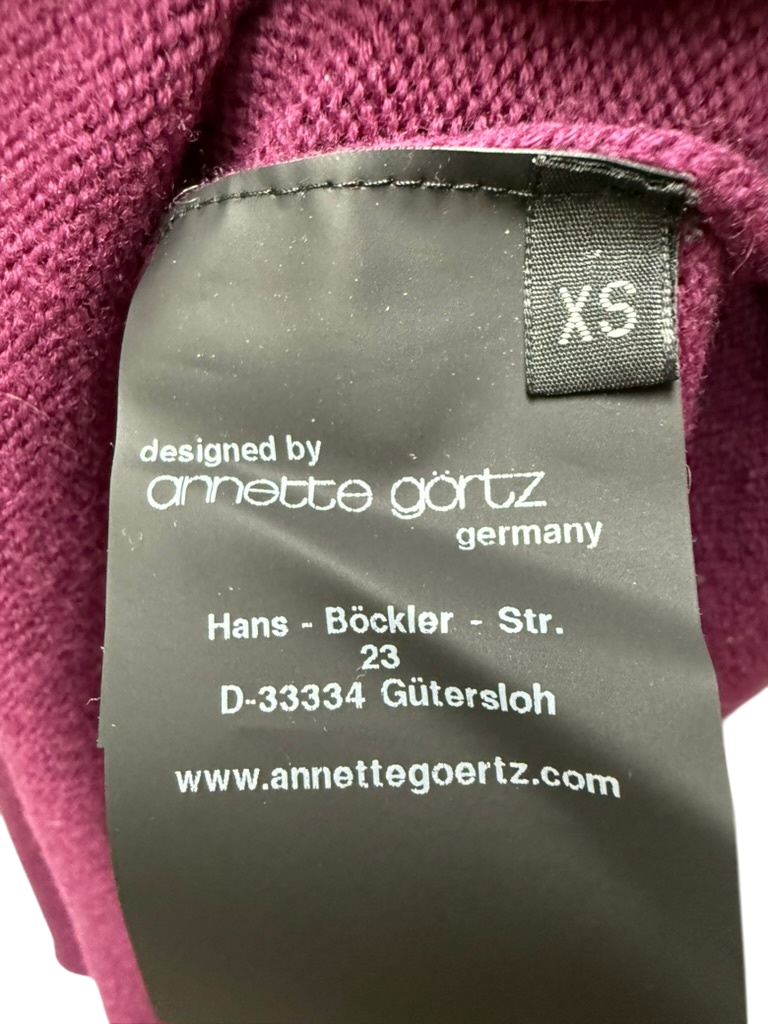 XS
designed by
annette görtz
germany
Hans - Böckler - Str.
23
D-33334 Gütersloh
www.annettegoertz.com